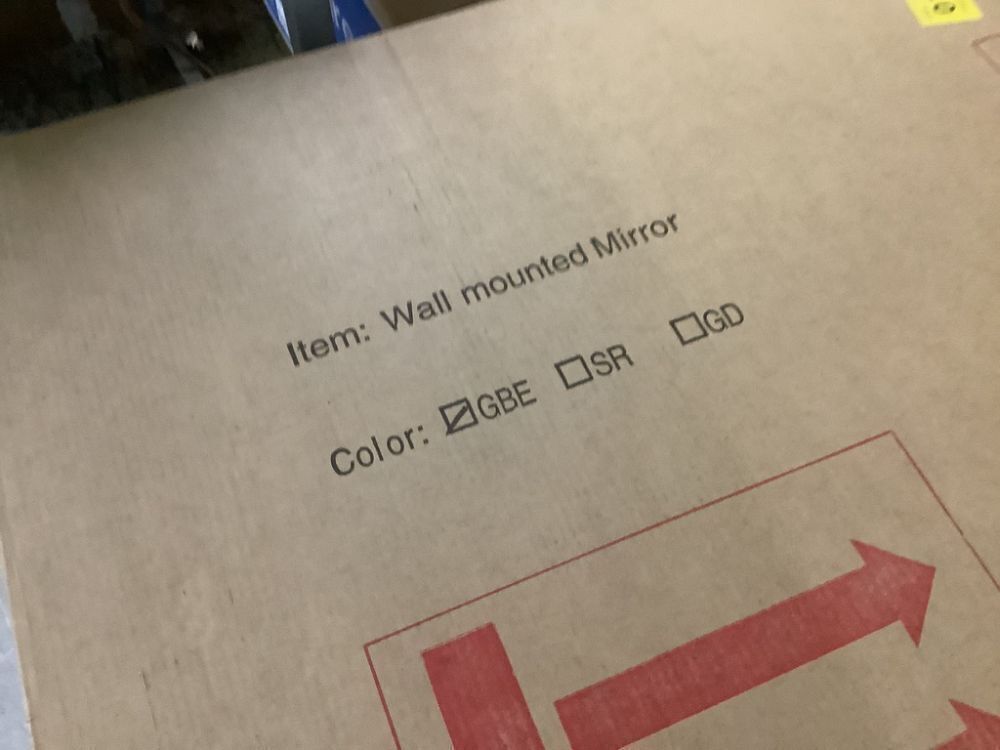 Item: Wall mounted Mirror
Color: ☑GBE ☐SR ☐GD